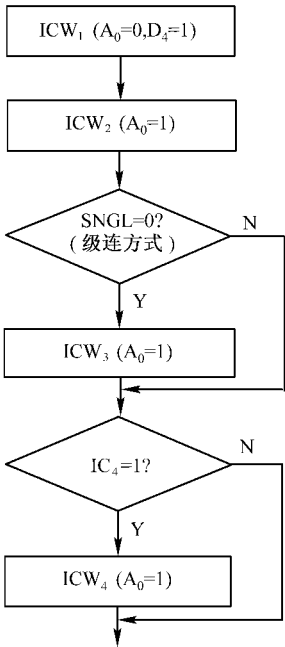 ICW₁ (A₀=0,D₄=1)
ICW₂ (A₀=1)
SNGL=0?
(级连方式)
N
Y
ICW₃ (A₀=1)
IC₄=1?
N
Y
ICW₄ (A₀=1)